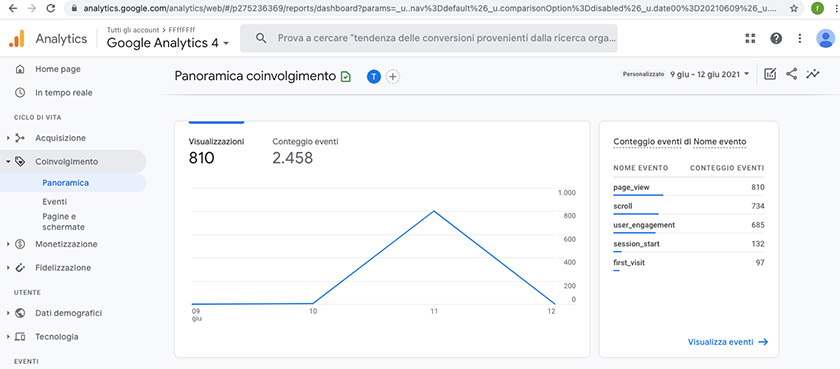 analytics.google.com/analytics/web/#/p275236369/reports/dashboard?params=_u..nav%3Ddefault%26_u.comparisonOption%3Ddisabled%26_u.date00%3D20210609%26_u....
f
Analytics
Tutti gli account > FFffFFff
Google Analytics 4
Prova a cercare "tendenza delle conversioni provenienti dalla ricerca orga...
Home page
In tempo reale
CICLO DI VITA
Acquisizione
Coinvolgimento
Panoramica
Eventi
Pagine e
schermate
Monetizzazione
Fidelizzazione
UTENTE
Dati demografici
Tecnologia
EVENTI
Panoramica coinvolgimento
T
Personalizzato 9 giu - 12 giu 2021
Visualizzazioni
810
Conteggio eventi
2.458
1.000
800
600
400
200
0
09
giu
10
11
12
Conteggio eventi di Nome evento
NOME EVENTO CONTEGGIO EVENTI
page_view 810
scroll 734
user_engagement 685
session_start 132
first_visit 97
Visualizza eventi